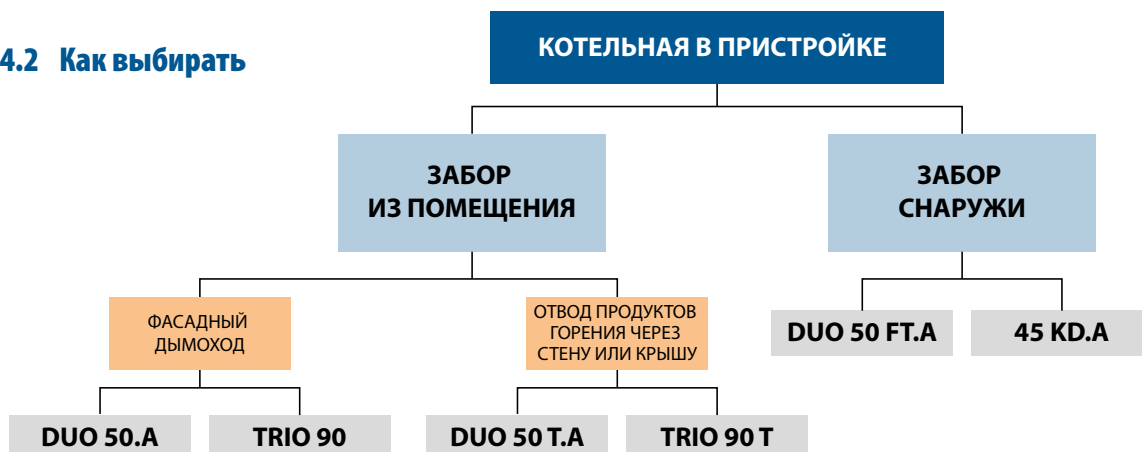 4.2 Как выбирать
КОТЕЛЬНАЯ В ПРИСТРОЙКЕ
ЗАБОР
ИЗ ПОМЕЩЕНИЯ
ЗАБОР
СНАРУЖИ
ФАСАДНЫЙ
ДЫМОХОД
ОТВОД ПРОДУКТОВ
ГОРЕНИЯ ЧЕРЕЗ
СТЕНУ ИЛИ КРЫШУ
DUO 50 FT.A
45 KD.A
DUO 50.A
TRIO 90
DUO 50 T.A
TRIO 90 T